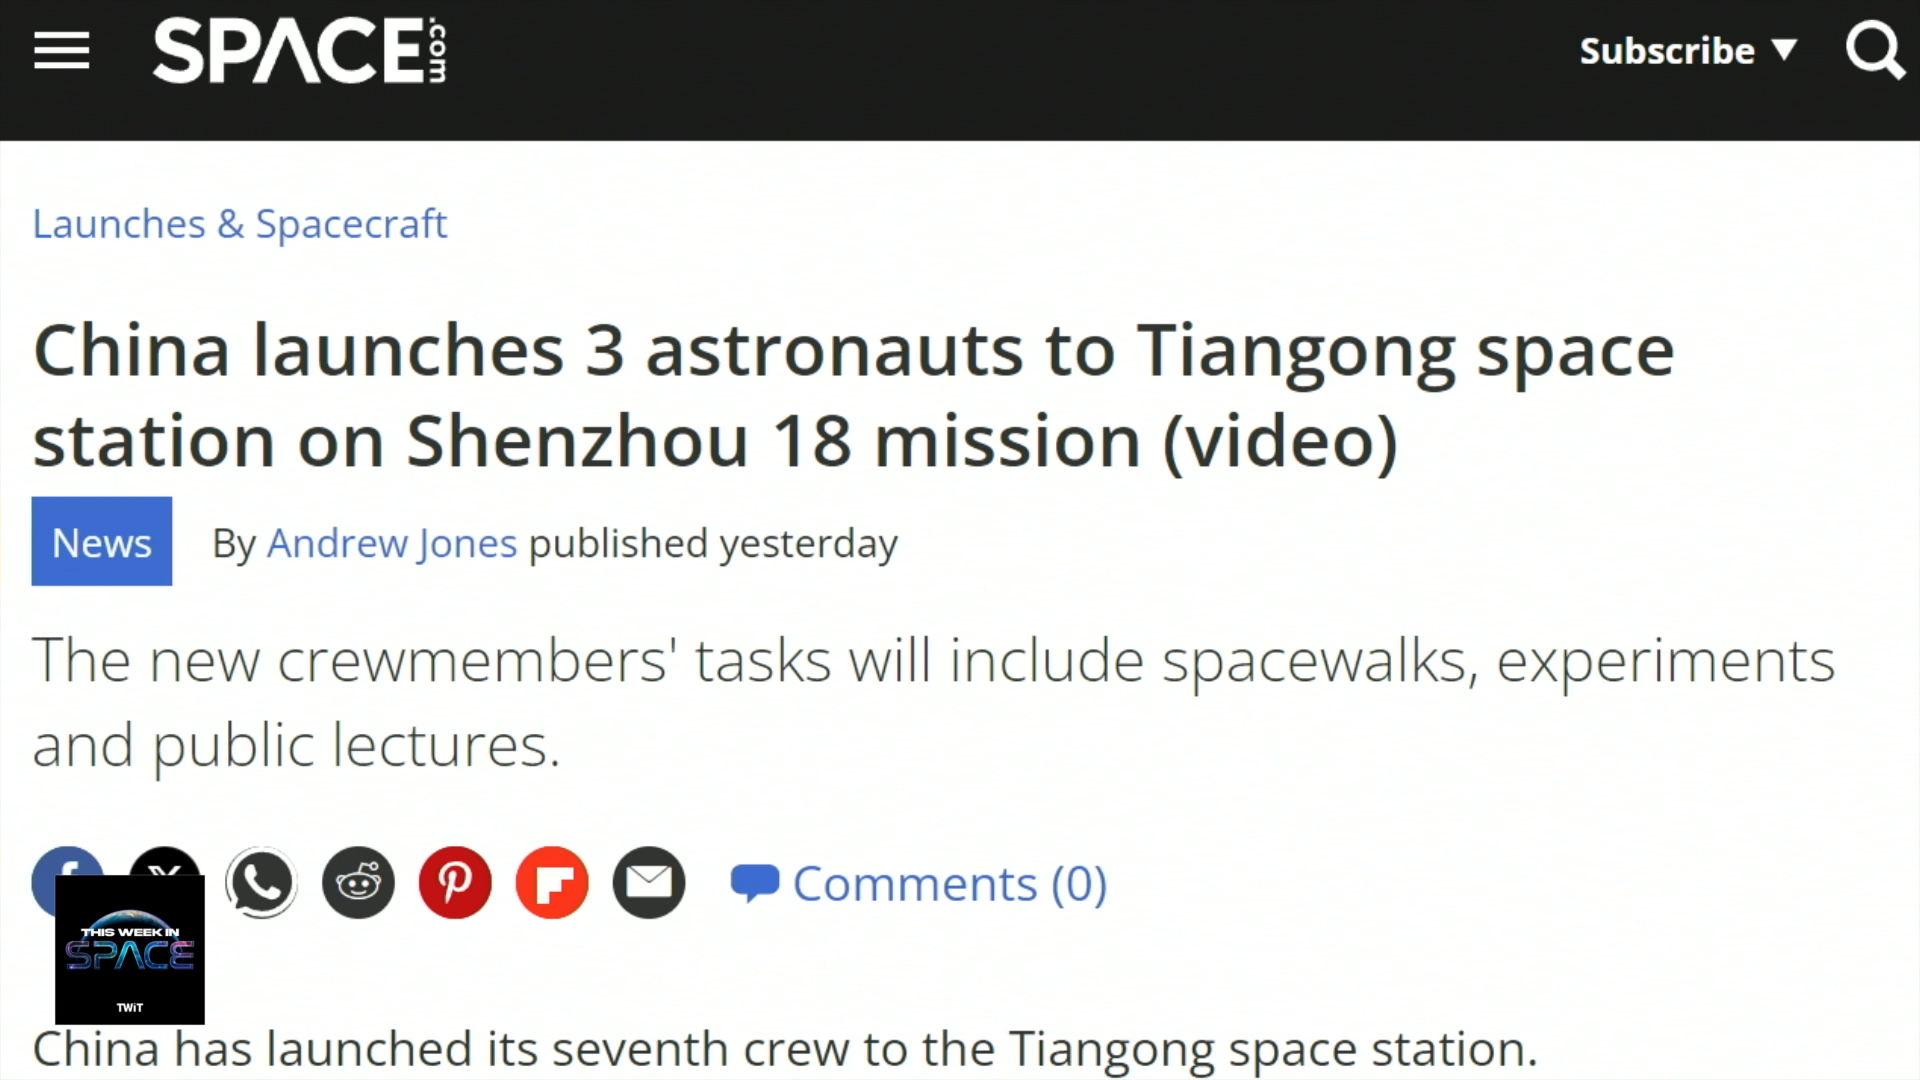 SPACE.com
Subscribe
Launches & Spacecraft
China launches 3 astronauts to Tiangong space
station on Shenzhou 18 mission (video)
News
By Andrew Jones published yesterday
The new crewmembers' tasks will include spacewalks, experiments
and public lectures.
Comments (0)
THIS WEEK IN
SPACE
TWiT
China has launched its seventh crew to the Tiangong space station.